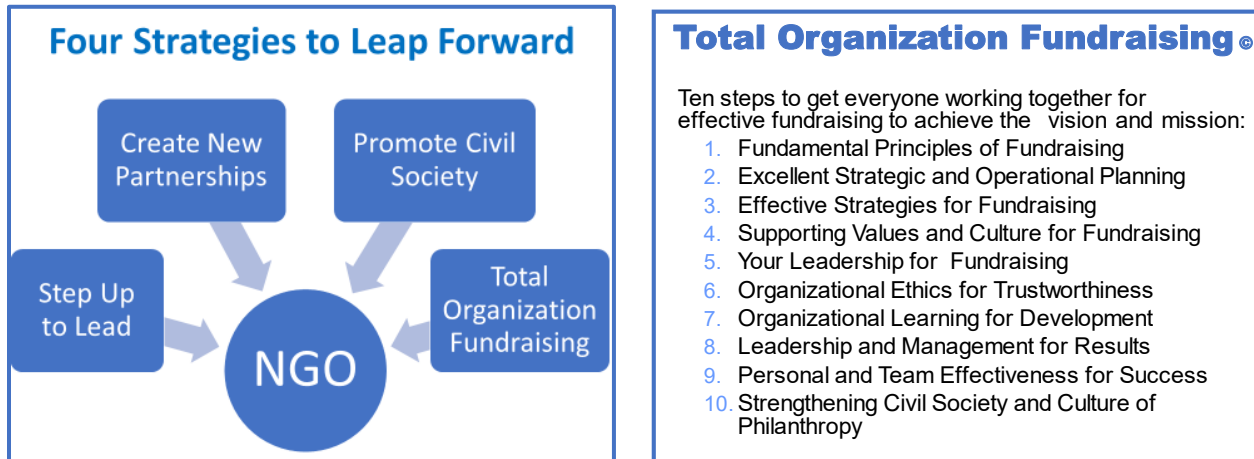 Four Strategies to Leap Forward
Create New
Partnerships
Promote Civil
Society
Step Up
to Lead
Total
Organization
Fundraising
NGO
Total Organization Fundraising ©
Ten steps to get everyone working together for
effective fundraising to achieve the vision and mission:
1. Fundamental Principles of Fundraising
2. Excellent Strategic and Operational Planning
3. Effective Strategies for Fundraising
4. Supporting Values and Culture for Fundraising
5. Your Leadership for Fundraising
6. Organizational Ethics for Trustworthiness
7. Organizational Learning for Development
8. Leadership and Management for Results
9. Personal and Team Effectiveness for Success
10. Strengthening Civil Society and Culture of
Philanthropy